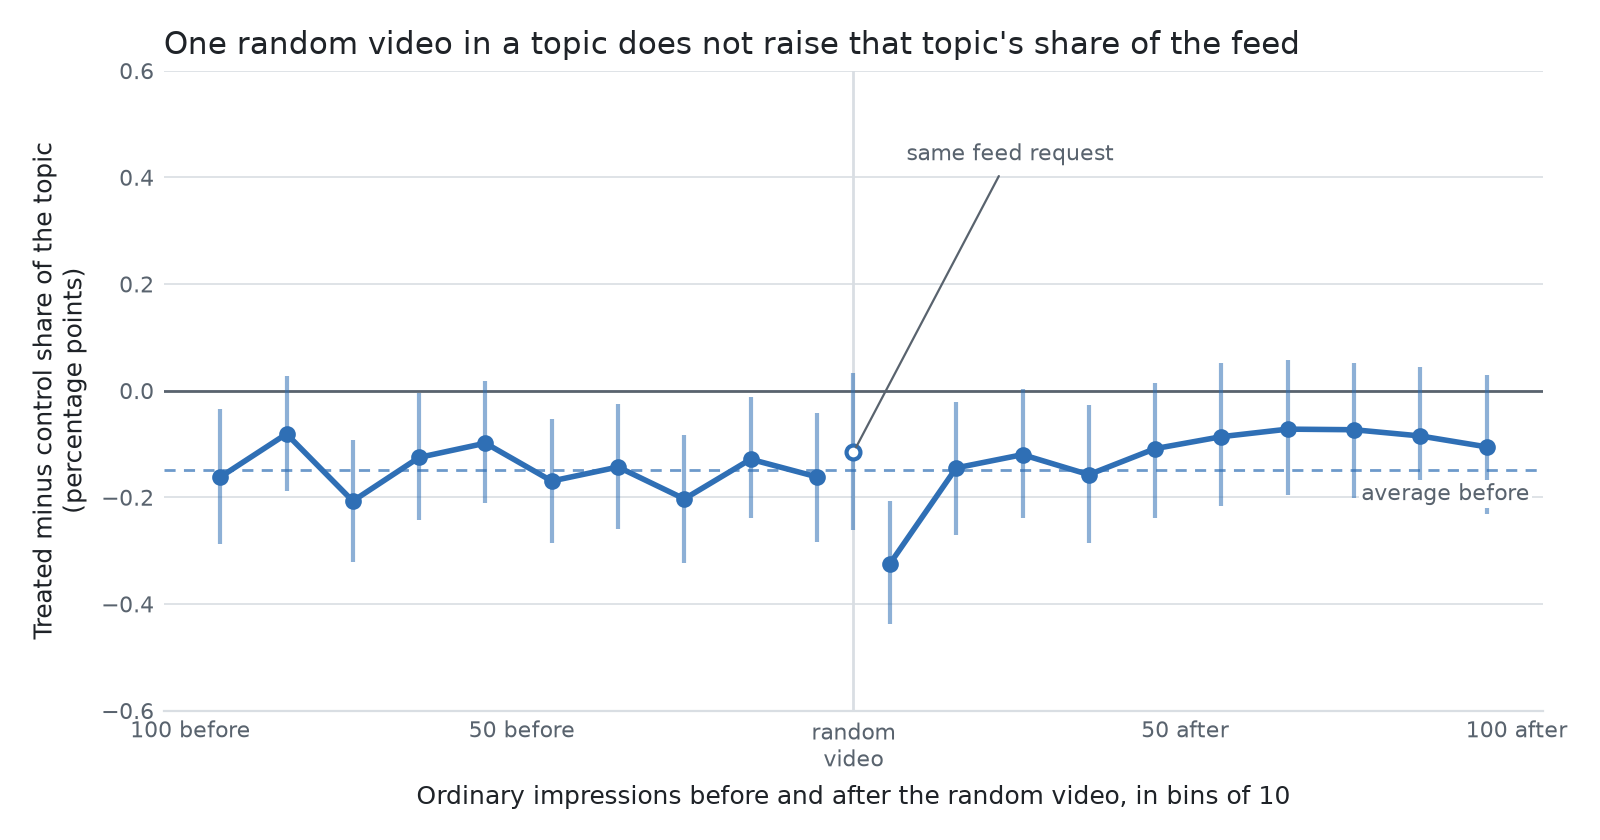 One random video in a topic does not raise that topic's share of the feed
Treated minus control share of the topic
(percentage points)
0.6
0.4
0.2
0.0
−0.2
−0.4
−0.6
same feed request
average before
100 before
50 before
random
video
50 after
100 after
Ordinary impressions before and after the random video, in bins of 10